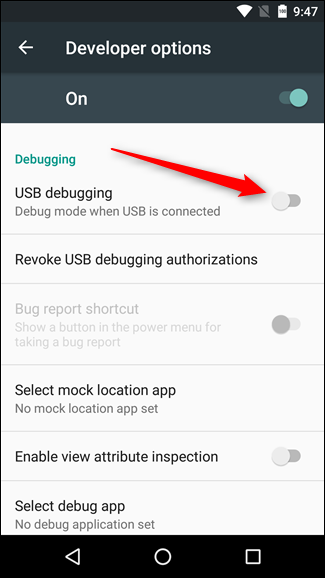 9:47
Developer options
On
Debugging
USB debugging
Debug mode when USB is connected
Revoke USB debugging authorizations
Bug report shortcut
Show a button in the power menu for
taking a bug report
Select mock location app
No mock location app set
Enable view attribute inspection
Select debug app
No debug application set